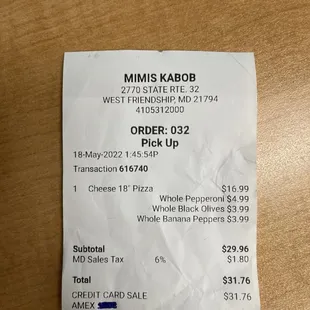 MIMIS KABOB
2770 STATE RTE. 32
WEST FRIENDSHIP, MD 21794
4105312000
ORDER: 032
Pick Up
18-May-2022 1:45:54P
Transaction 616740
1 Cheese 18" Pizza $16.99
Whole Pepperoni $4.99
Whole Black Olives $3.99
Whole Banana Peppers $3.99
Subtotal $29.96
MD Sales Tax 6% $1.80
Total $31.76
CREDIT CARD SALE $31.76
AMEX